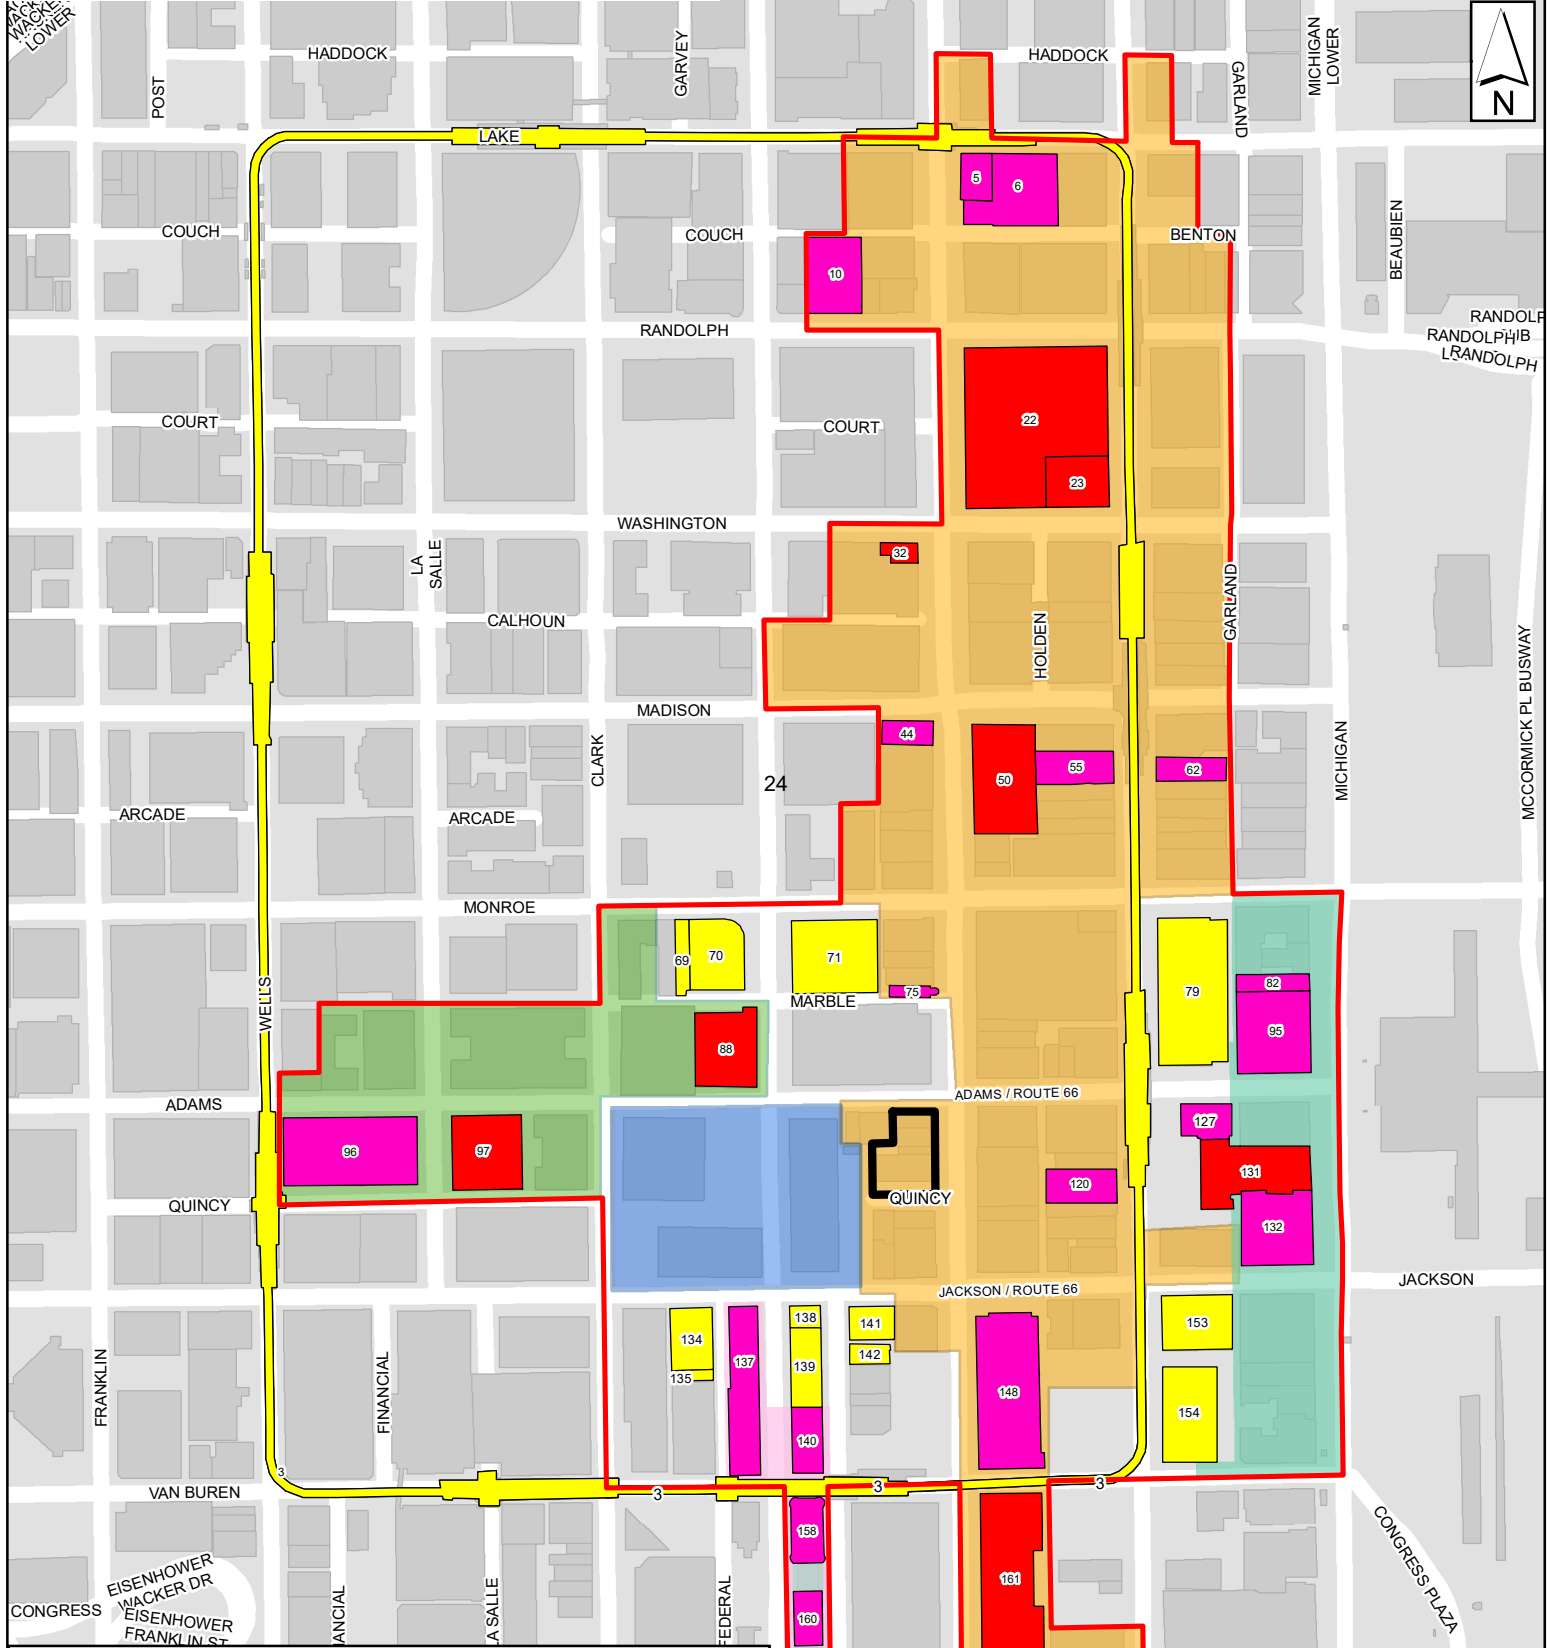 WACKER
LOWER
HADDOCK
GARVEY
HADDOCK
MICHIGAN
LOWER
POST
GARLAND
N
LAKE
5
6
COUCH
COUCH
BENTON
BEAUBIEN
10
RANDOLPH
RANDOLPH
RANDOLPH
COURT
COURT
22
23
WASHINGTON
32
LA
SALLE
CALHOUN
HOLDEN
GARLAND
MCCORMICK PL BUSWAY
MADISON
44
CLARK
24
50
55
62
MICHIGAN
ARCADE
ARCADE
MONROE
69
70
71
WELLS
75
MARBLE
79
82
88
95
ADAMS
ADAMS / ROUTE 66
96
97
127
131
120
QUINCY
QUINCY
132
JACKSON
JACKSON / ROUTE 66
134
135
137
138
139
140
141
142
148
153
154
FRANKLIN
FINANCIAL
3
VAN BUREN
3
3
3
158
160
161
EISENHOWER
WACKER DR
CONGRESS
EISENHOWER
FRANKLIN ST
LA SALLE
FEDERAL
CONGRESS PLAZA